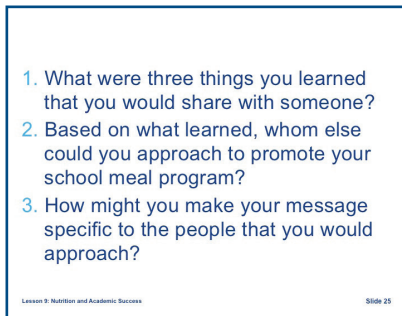 1. What were three things you learned
that you would share with someone?
2. Based on what learned, whom else
could you approach to promote your
school meal program?
3. How might you make your message
specific to the people that you would
approach?
Lesson 9: Nutrition and Academic Success
Slide 25